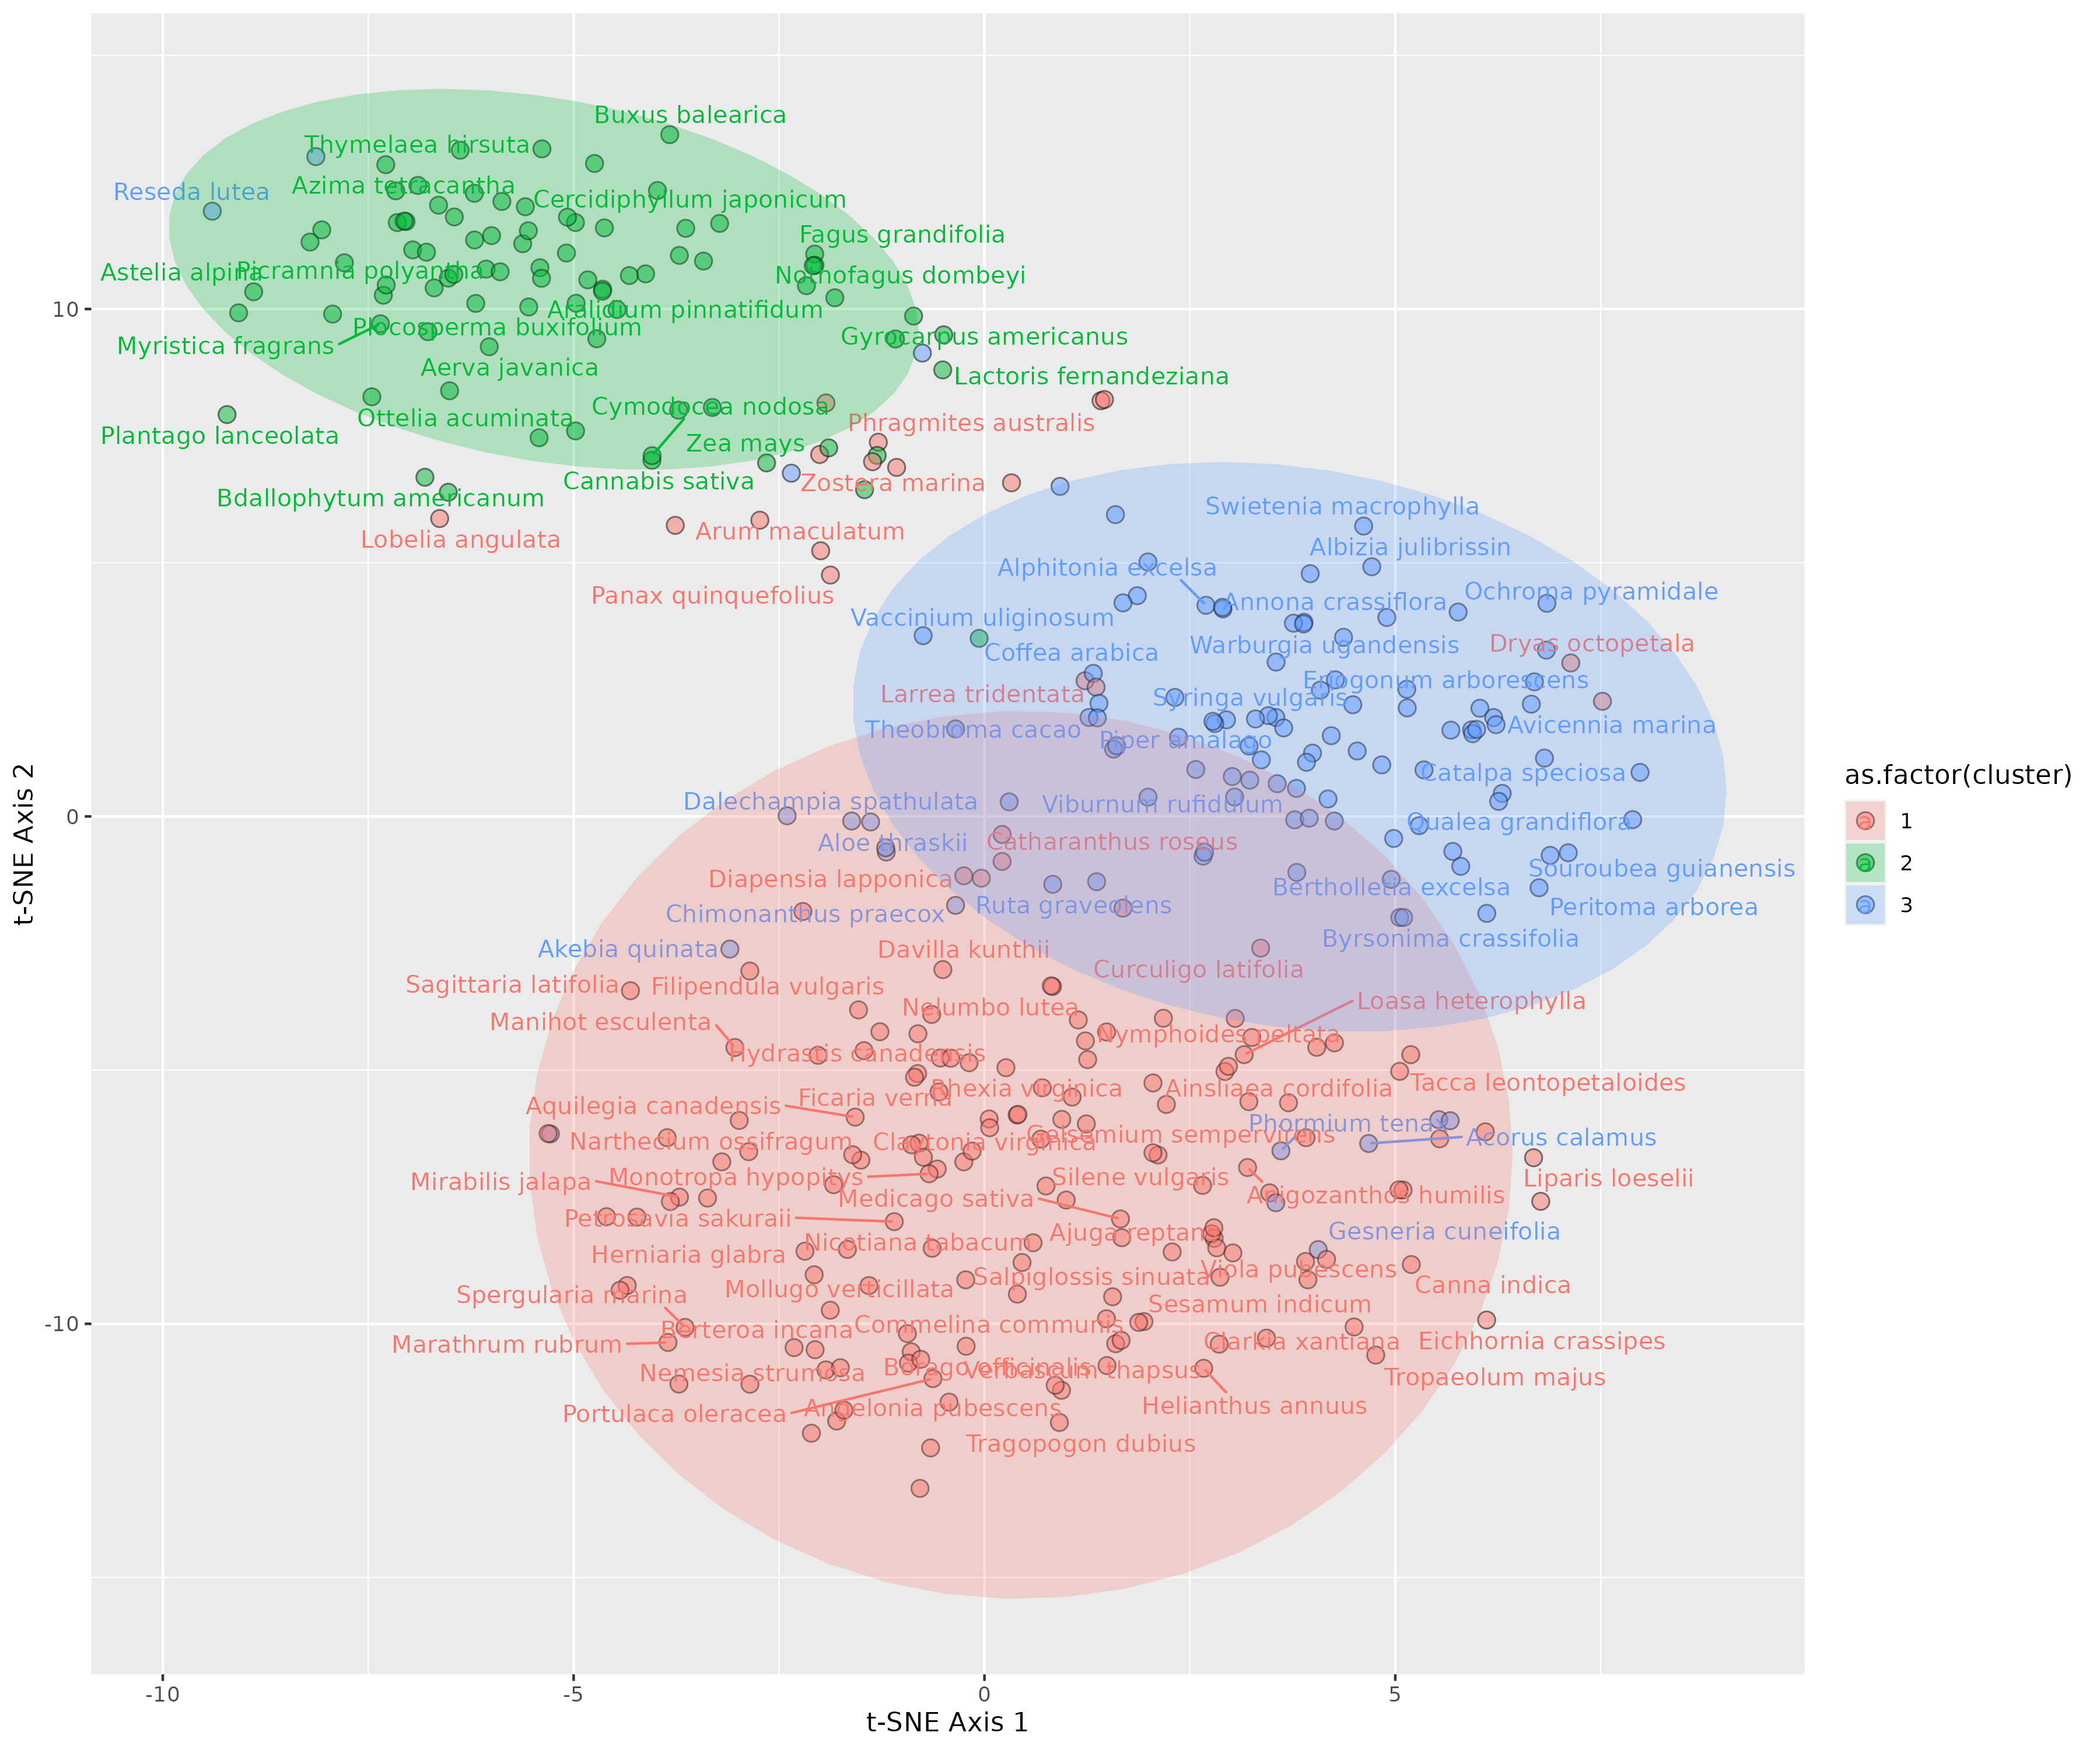 Buxus balearica
Thymelaea hirsuta
Azima tetracantha
Reseda lutea
Cercidiphyllum japonicum
Fagus grandifolia
Astelia alpina
Picramnia polyantha
Nothofagus dombeyi
Aralidium pinnatifidum
Plocosperma buxifolium
Gyrocarpus americanus
Myristica fragrans
Aerva javanica
Lactoris fernandeziana
Cymodocea nodosa
Ottelia acuminata
Phragmites australis
Plantago lanceolata
Zea mays
Cannabis sativa
Zostera marina
Bdallophytum americanum
Swietenia macrophylla
Arum maculatum
Lobelia angulata
Albizia julibrissin
Alphitonia excelsa
Ochroma pyramidale
Panax quinquefolius
Annona crassiflora
Vaccinium uliginosum
Warburgia ugandensis
Dryas octopetala
Coffea arabica
Eriogonum arborescens
Larrea tridentata
Syringa vulgaris
Avicennia marina
Theobroma cacao
Piper amalago
Catalpa speciosa
Dalechampia spathulata
Viburnum rufidulum
Qualea grandiflora
Aloe thraskii
Catharanthus roseus
Souroubea guianensis
Diapensia lapponica
Bertholletia excelsa
Ruta graveolens
Peritoma arborea
Chimonanthus praecox
Byrsonima crassifolia
Akebia quinata
Davilla kunthii
Curculigo latifolia
Sagittaria latifolia
Filipendula vulgaris
Loasa heterophylla
Nelumbo lutea
Manihot esculenta
Nymphoides peltata
Hydrastis canadensis
Tacca leontopetaloides
Rhexia virginica
Ainsliaea cordifolia
Ficaria verna
Aquilegia canadensis
Phormium tenax
Gelsemium sempervirens
Acorus calamus
Narthecium ossifragum
Claytonia virginica
Monotropa hypopitys
Silene vulgaris
Liparis loeselii
Mirabilis jalapa
Anigozanthos humilis
Medicago sativa
Petrosavia sakuraii
Ajuga reptans
Gesneria cuneifolia
Nicotiana tabacum
Herniaria glabra
Viola pubescens
Salpiglossis sinuata
Canna indica
Mollugo verticillata
Spergularia marina
Sesamum indicum
Commelina communis
Berteroa incana
Clarkia xantiana
Eichhornia crassipes
Marathrum rubrum
Borago officinalis
Verbascum thapsus
Nemesia strumosa
Tropaeolum majus
Helianthus annuus
Angelonia pubescens
Portulaca oleracea
Tragopogon dubius
10
0
-10
-10
-5
0
5
t-SNE Axis 1
t-SNE Axis 2
as.factor(cluster)
1
2
3